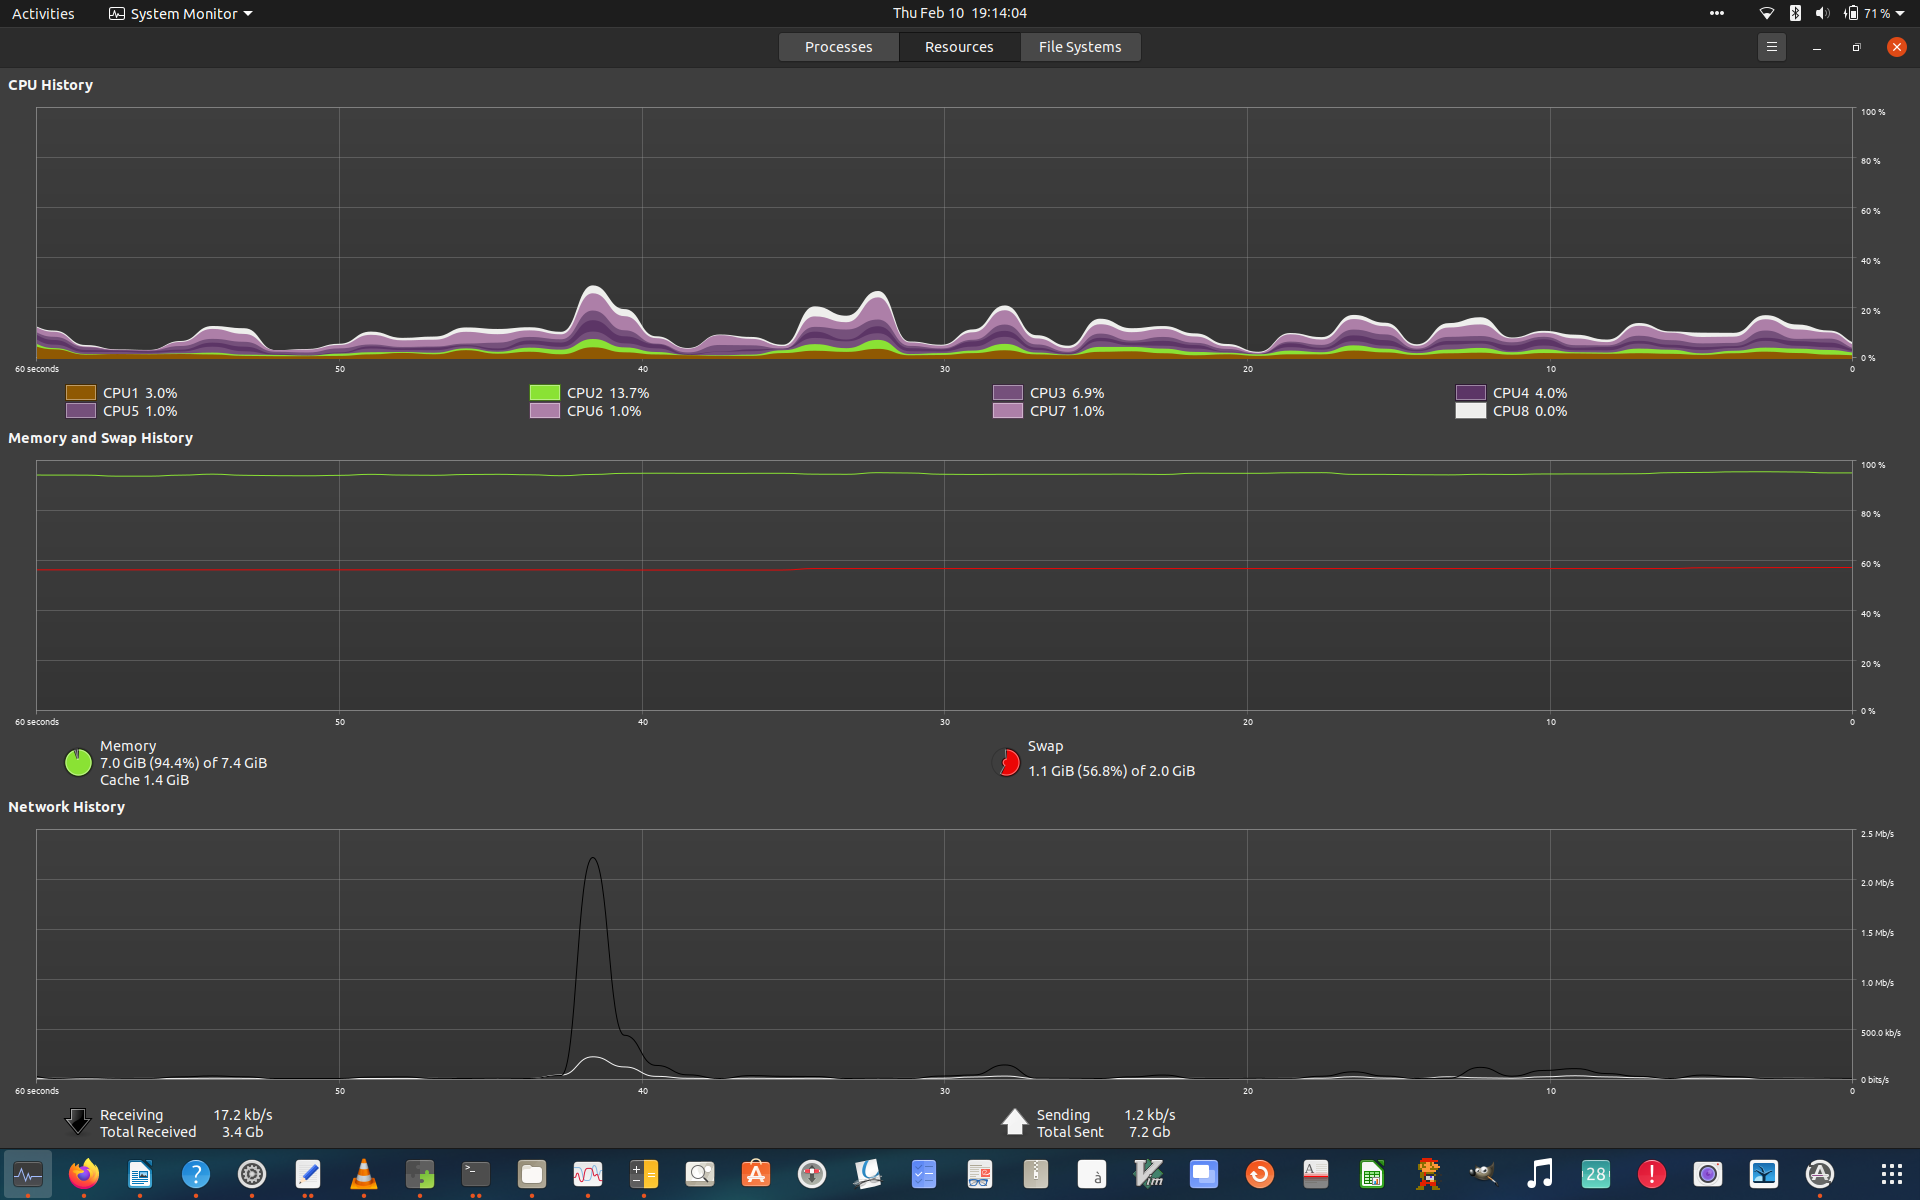 Activities
System Monitor
Thu Feb 10 19:14:04
71 %
Processes
Resources
File Systems
CPU History
100 %
80 %
60 %
40 %
20 %
0 %
60 seconds
50
40
30
20
10
0
CPU1 3.0%
CPU2 13.7%
CPU3 6.9%
CPU4 4.0%
CPU5 1.0%
CPU6 1.0%
CPU7 1.0%
CPU8 0.0%
Memory and Swap History
100 %
80 %
60 %
40 %
20 %
0 %
60 seconds
50
40
30
20
10
0
Memory
7.0 GiB (94.4%) of 7.4 GiB
Cache 1.4 GiB
Swap
1.1 GiB (56.8%) of 2.0 GiB
Network History
2.5 Mb/s
2.0 Mb/s
1.5 Mb/s
1.0 Mb/s
500.0 kb/s
0 bits/s
60 seconds
50
40
30
20
10
0
Receiving 17.2 kb/s
Total Received 3.4 Gb
Sending 1.2 kb/s
Total Sent 7.2 Gb
?
>_
à
Vim
A
28
!